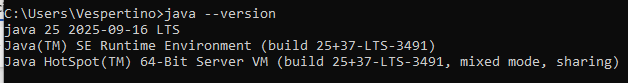 C:\Users\Vespertino>java --version
java 25 2025-09-16 LTS
Java(TM) SE Runtime Environment (build 25+37-LTS-3491)
Java HotSpot(TM) 64-Bit Server VM (build 25+37-LTS-3491, mixed mode, sharing)